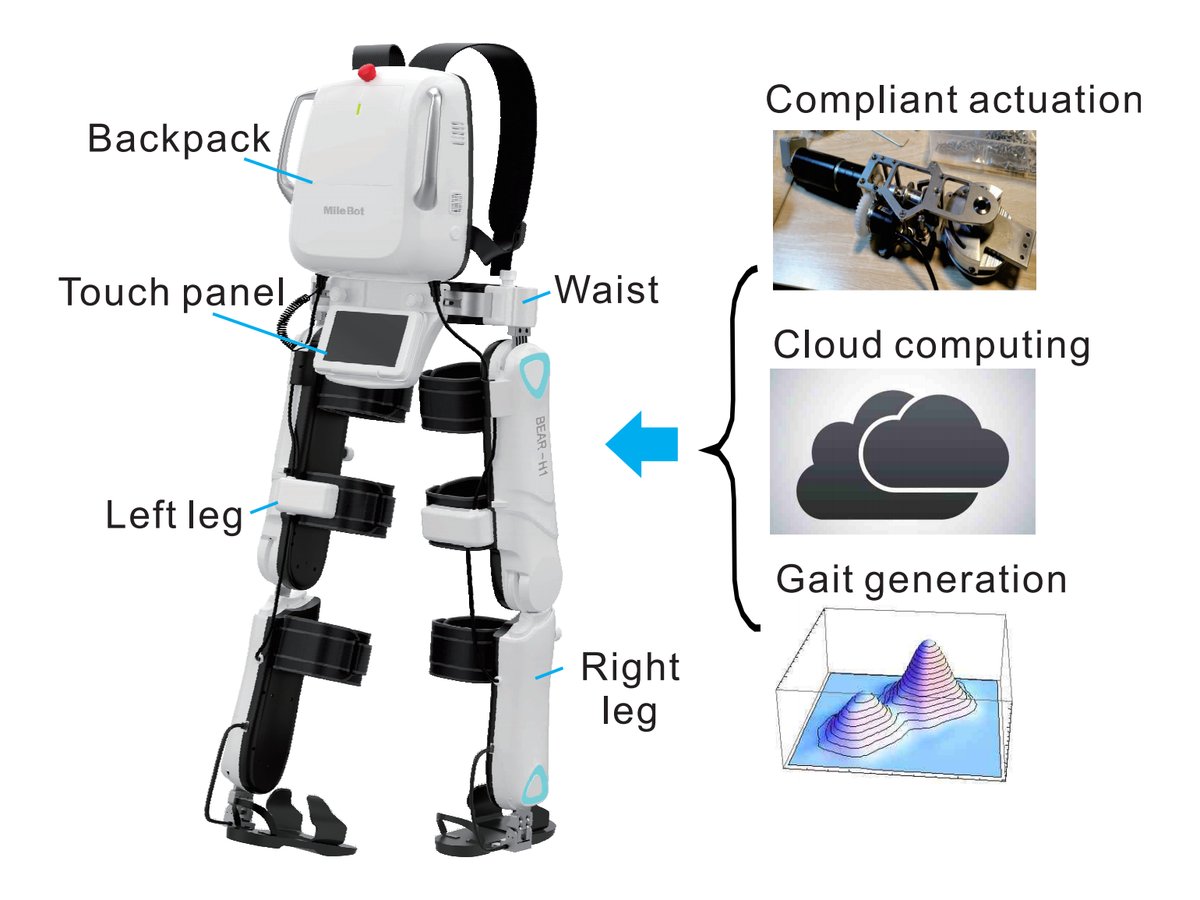 Backpack
MileBot
Touch panel
Waist
BEAR-H1
Left leg
Right
leg
Compliant actuation
Cloud computing
Gait generation